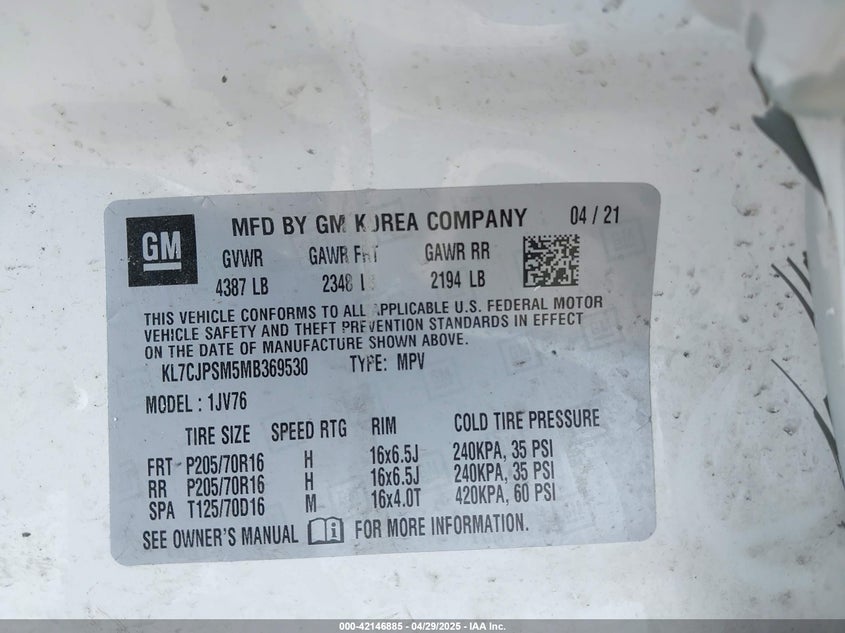 GM
MFD BY GM KOREA COMPANY 04 / 21
GVWR GAWR FRT GAWR RR
4387 LB 2348 LB 2194 LB
THIS VEHICLE CONFORMS TO ALL APPLICABLE U.S. FEDERAL MOTOR
VEHICLE SAFETY AND THEFT PREVENTION STANDARDS IN EFFECT
ON THE DATE OF MANUFACTURE SHOWN ABOVE.
KL7CJPSM5MB369530 TYPE: MPV
MODEL : 1JV76
TIRE SIZE SPEED RTG RIM COLD TIRE PRESSURE
FRT P205/70R16 H 16x6.5J 240KPA, 35 PSI
RR P205/70R16 H 16x6.5J 240KPA, 35 PSI
SPA T125/70D16 M 16x4.0T 420KPA, 60 PSI
SEE OWNER'S MANUAL FOR MORE INFORMATION.
000-42146885 - 04/29/2025 - IAA Inc.